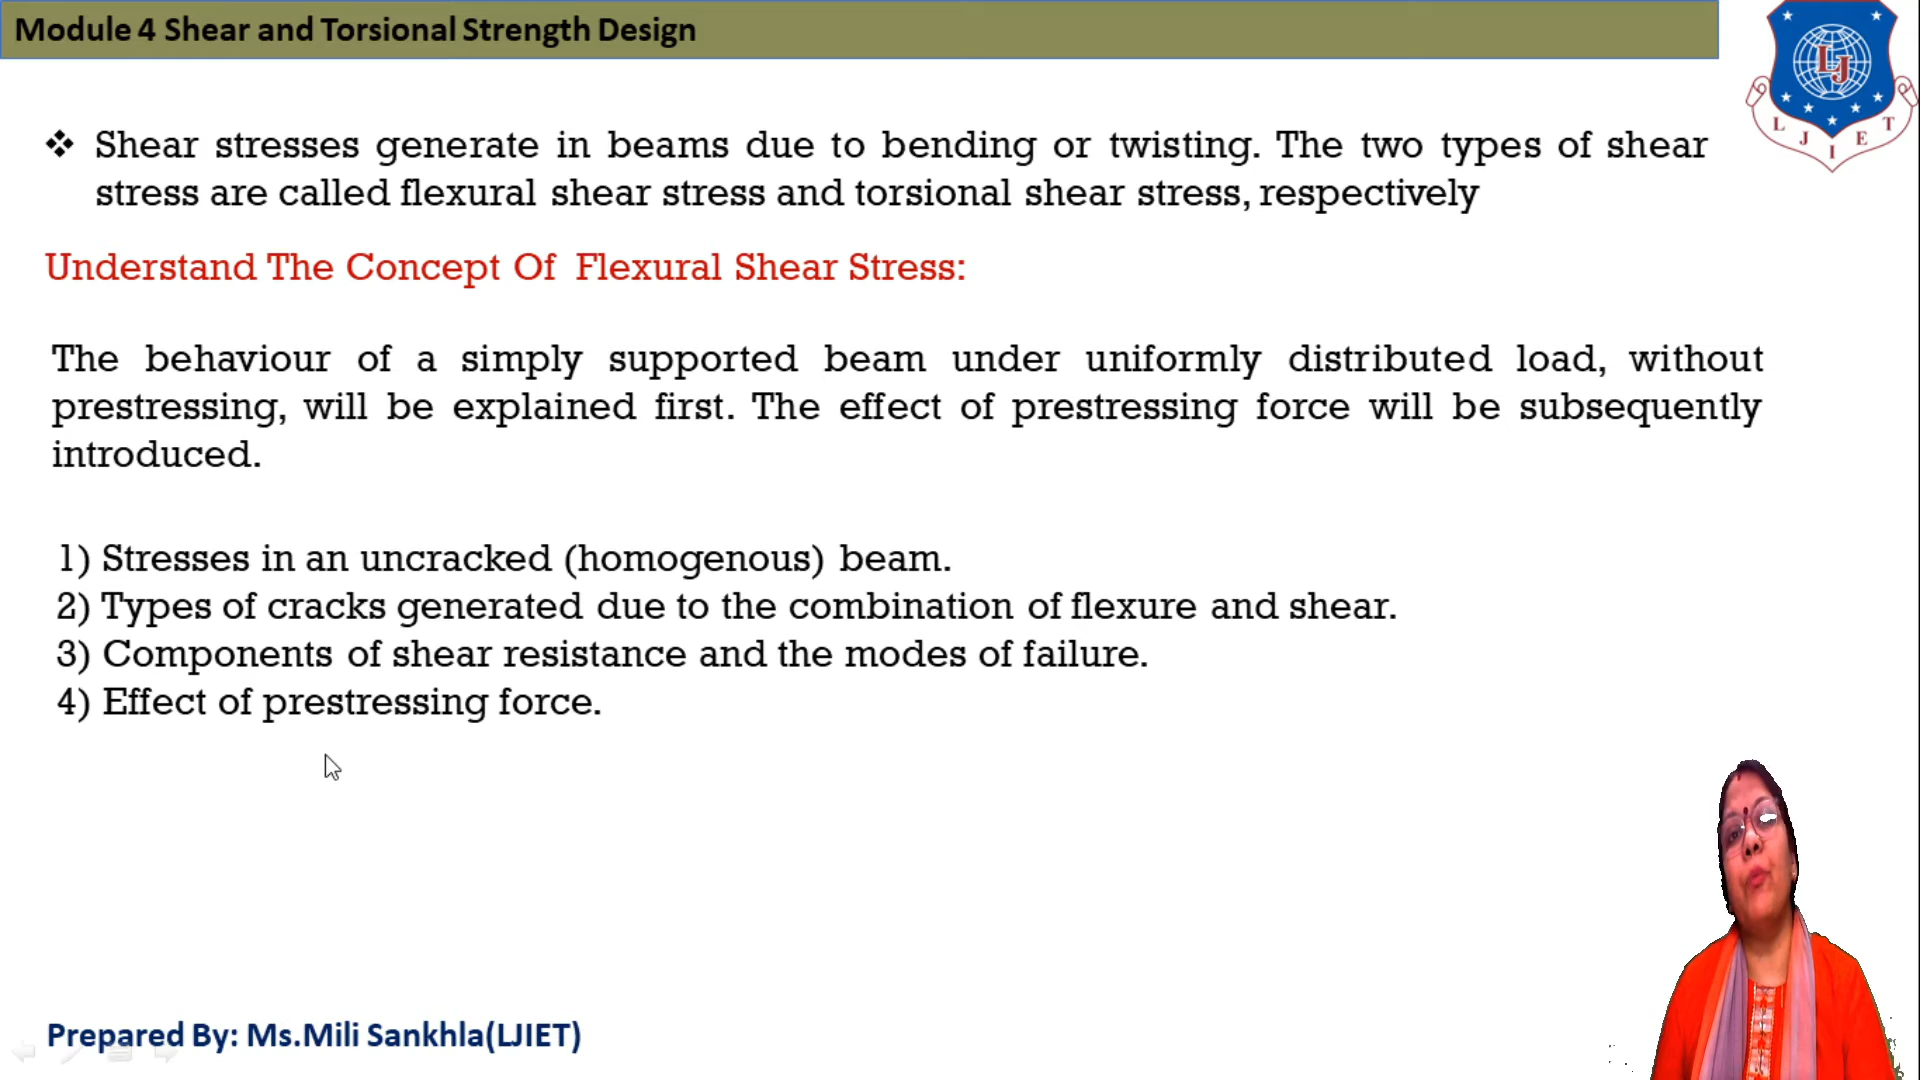 Module 4 Shear and Torsional Strength Design
L J I E T
LJ
❖ Shear stresses generate in beams due to bending or twisting. The two types of shear
stress are called flexural shear stress and torsional shear stress, respectively
Understand The Concept Of Flexural Shear Stress:
The behaviour of a simply supported beam under uniformly distributed load, without
prestressing, will be explained first. The effect of prestressing force will be subsequently
introduced.
1) Stresses in an uncracked (homogenous) beam.
2) Types of cracks generated due to the combination of flexure and shear.
3) Components of shear resistance and the modes of failure.
4) Effect of prestressing force.
Prepared By: Ms.Mili Sankhla(LJIET)